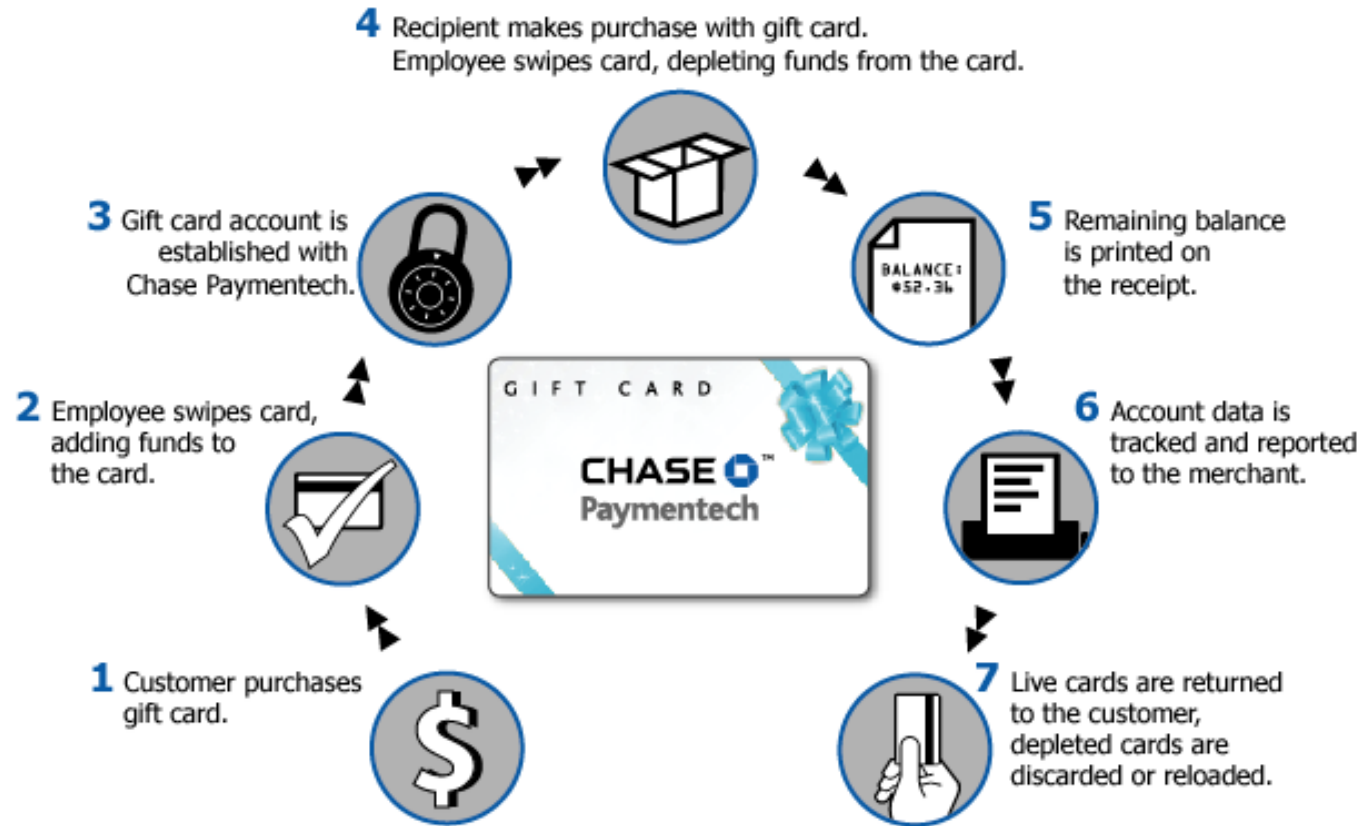 4 Recipient makes purchase with gift card.
Employee swipes card, depleting funds from the card.
3 Gift card account is
established with
Chase Paymentech.
5 Remaining balance
is printed on
the receipt.
BALANCE:
$52.36
GIFT CARD
CHASE ™
Paymentech
2 Employee swipes card,
adding funds to
the card.
6 Account data is
tracked and reported
to the merchant.
1 Customer purchases
gift card.
$
7 Live cards are returned
to the customer,
depleted cards are
discarded or reloaded.